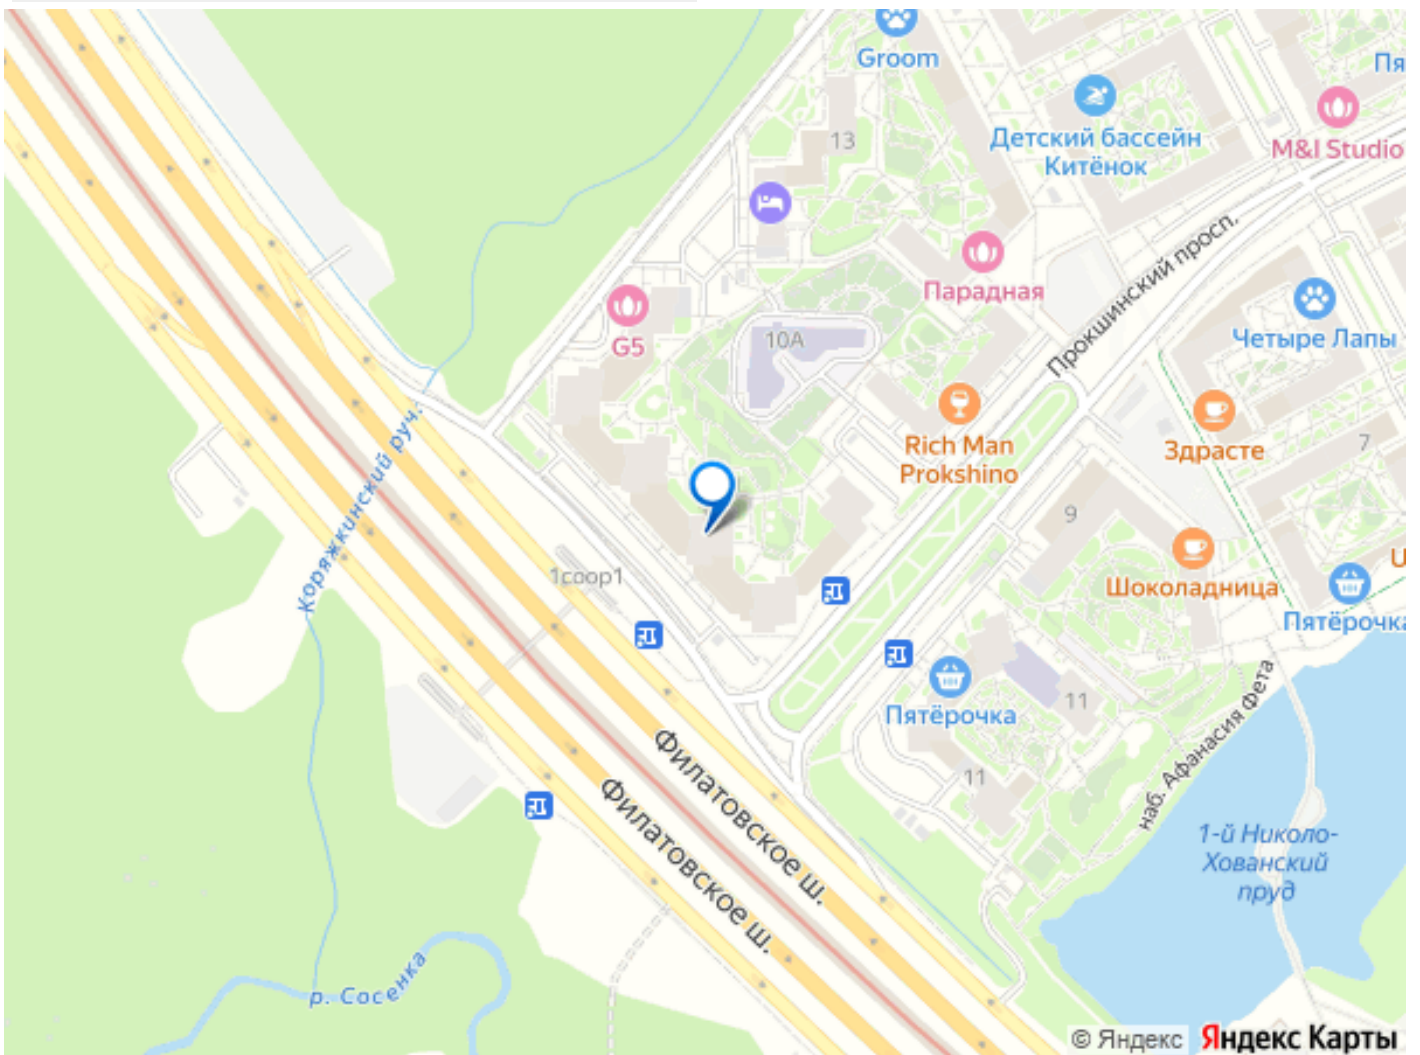 Groom
Пя
Детский бассейн
Китёнок
M&I Studio
13
Прокшинский просп.
Парадная
G5
10А
Четыре Лапы
Rich Man
Prokshino
Здрасте
7
9
Коряжкинский руч.
1соор1
Шоколадница
U
Пятёрочка
Пятёрочка
11
11
наб. Афанасия Фета
Филатовское ш.
Филатовское ш.
1-й Николо-
Хованский
пруд
р. Сосенка
© Яндекс Яндекс Карты